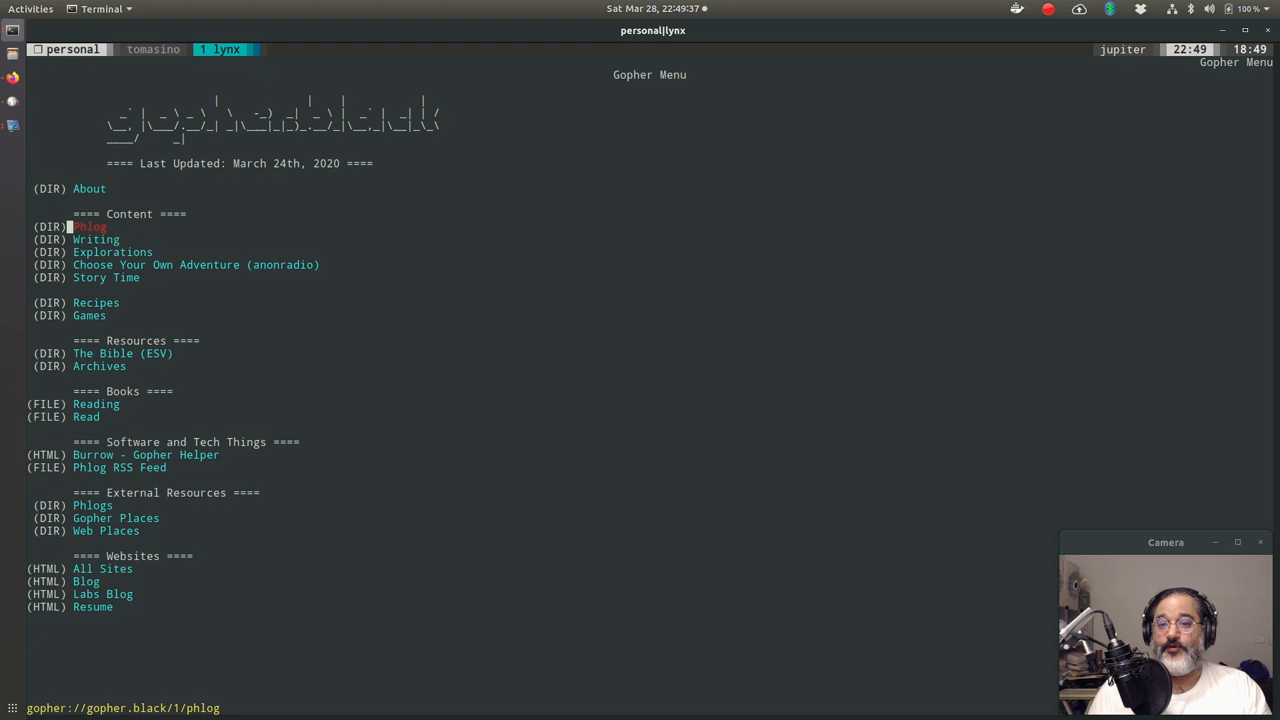 Activities Terminal Sat Mar 28, 22:49:37 100 %
personal|lynx
personal tomasino 1 lynx jupiter 22:49 18:49
Gopher Menu
Gopher Menu
==== Last Updated: March 24th, 2020 ====
(DIR) About
==== Content ====
(DIR) Phlog
(DIR) Writing
(DIR) Explorations
(DIR) Choose Your Own Adventure (anonradio)
(DIR) Story Time
(DIR) Recipes
(DIR) Games
==== Resources ====
(DIR) The Bible (ESV)
(DIR) Archives
==== Books ====
(FILE) Reading
(FILE) Read
==== Software and Tech Things ====
(HTML) Burrow - Gopher Helper
(FILE) Phlog RSS Feed
==== External Resources ====
(DIR) Phlogs
(DIR) Gopher Places
(DIR) Web Places
==== Websites ====
(HTML) All Sites
(HTML) Blog
(HTML) Labs Blog
(HTML) Resume
Camera
gopher://gopher.black/1/phlog